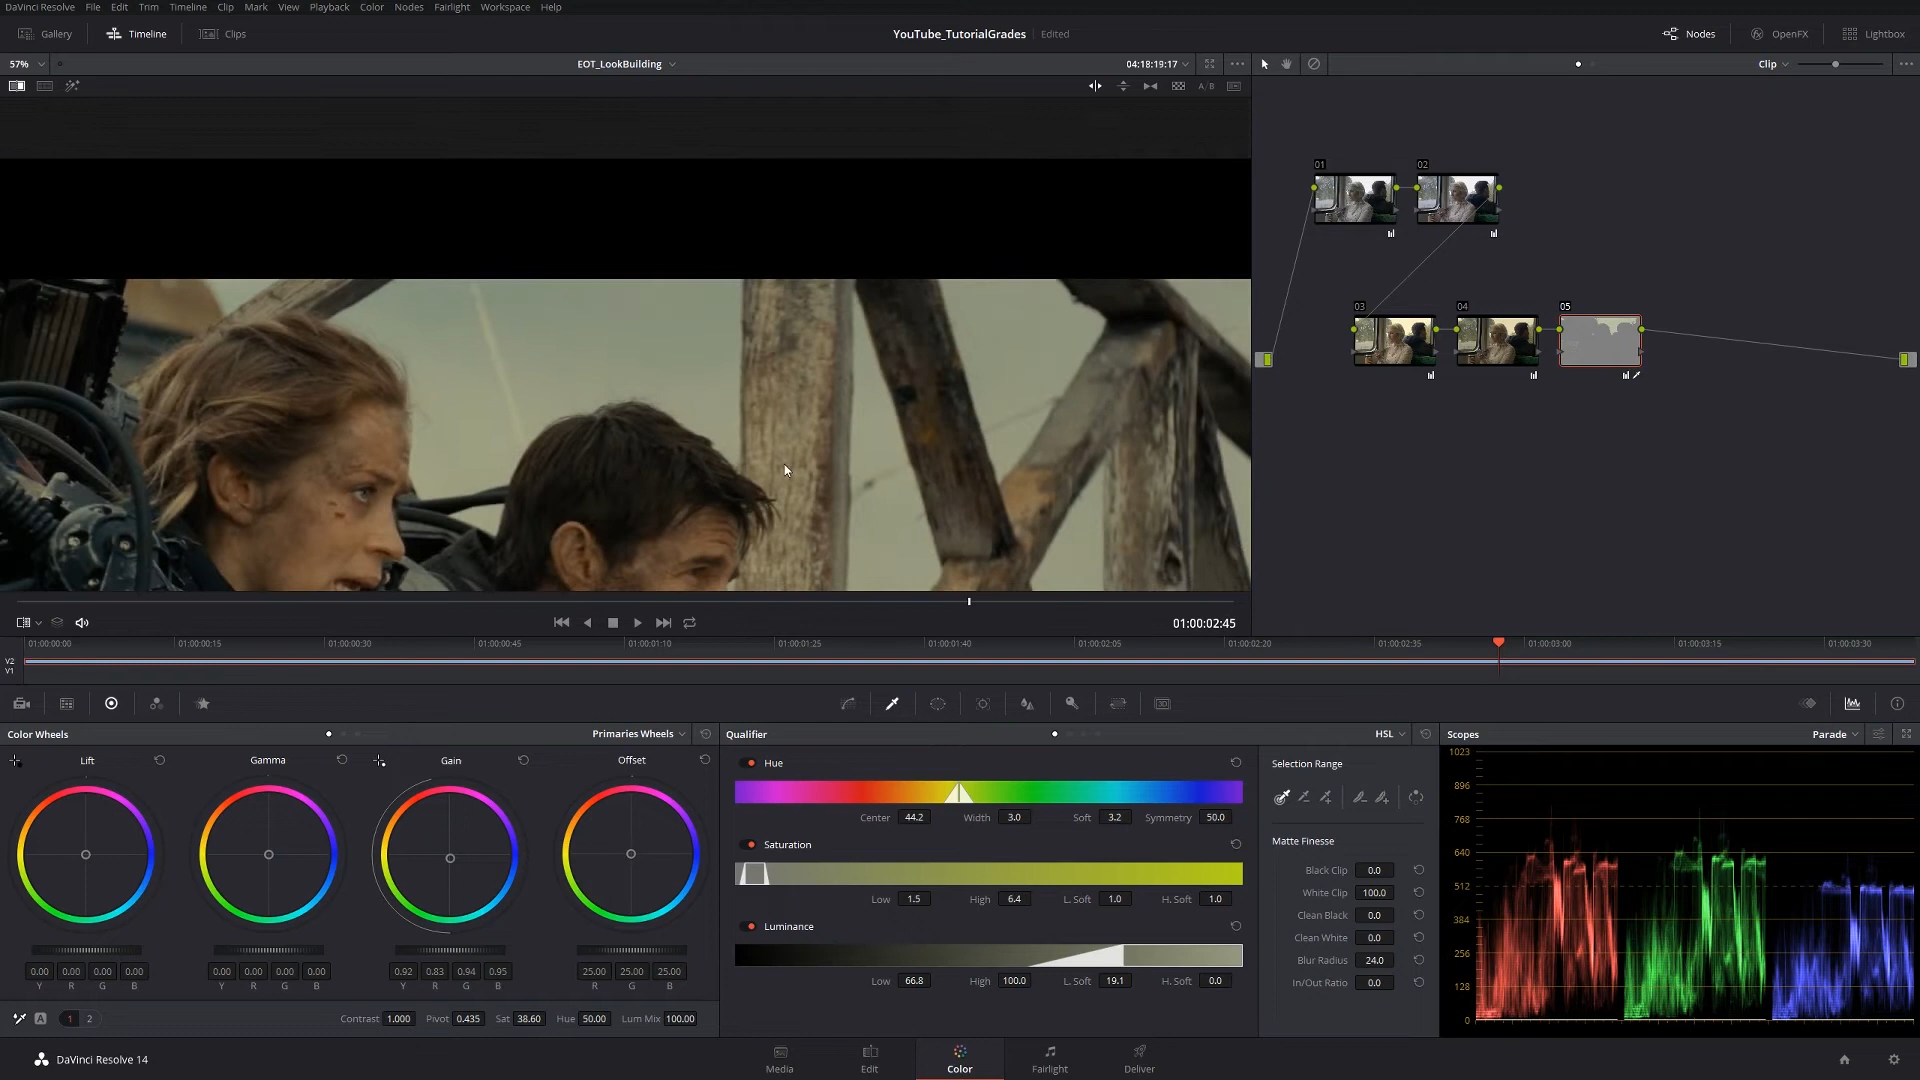 DaVinci Resolve File Edit Trim Timeline Clip Mark View Playback Color Nodes Fairlight Workspace Help
Gallery Timeline Clips YouTube_TutorialGrades Edited Nodes OpenFX Lightbox
57% EOT_LookBuilding 04:18:19:17 Clip
A/B
01 02
03 04 05
01:00:02:45
01:00:00:00 01:00:00:15 01:00:00:30 01:00:00:45 01:00:01:10 01:00:01:25 01:00:01:40 01:00:02:05 01:00:02:20 01:00:02:35 01:00:03:00 01:00:03:15 01:00:03:30
V2
V1
Color Wheels Primaries Wheels Qualifier HSL Scopes Parade
Lift Gamma Gain Offset
Hue
Center 44.2 Width 3.0 Soft 3.2 Symmetry 50.0
Saturation
Low 1.5 High 6.4 L. Soft 1.0 H. Soft 1.0
Luminance
Low 66.8 High 100.0 L. Soft 19.1 H. Soft 0.0
Selection Range
Matte Finesse
Black Clip 0.0
White Clip 100.0
Clean Black 0.0
Clean White 0.0
Blur Radius 24.0
In/Out Ratio 0.0
1023
896
768
640
512
384
256
128
0
0.00 0.00 0.00 0.00 0.00 0.00 0.00 0.00 0.92 0.83 0.94 0.95 25.00 25.00 25.00
Y R G B Y R G B Y R G B R G B
A 1 2 Contrast 1.000 Pivot 0.435 Sat 38.60 Hue 50.00 Lum Mix 100.00
DaVinci Resolve 14 Media Edit Color Fairlight Deliver